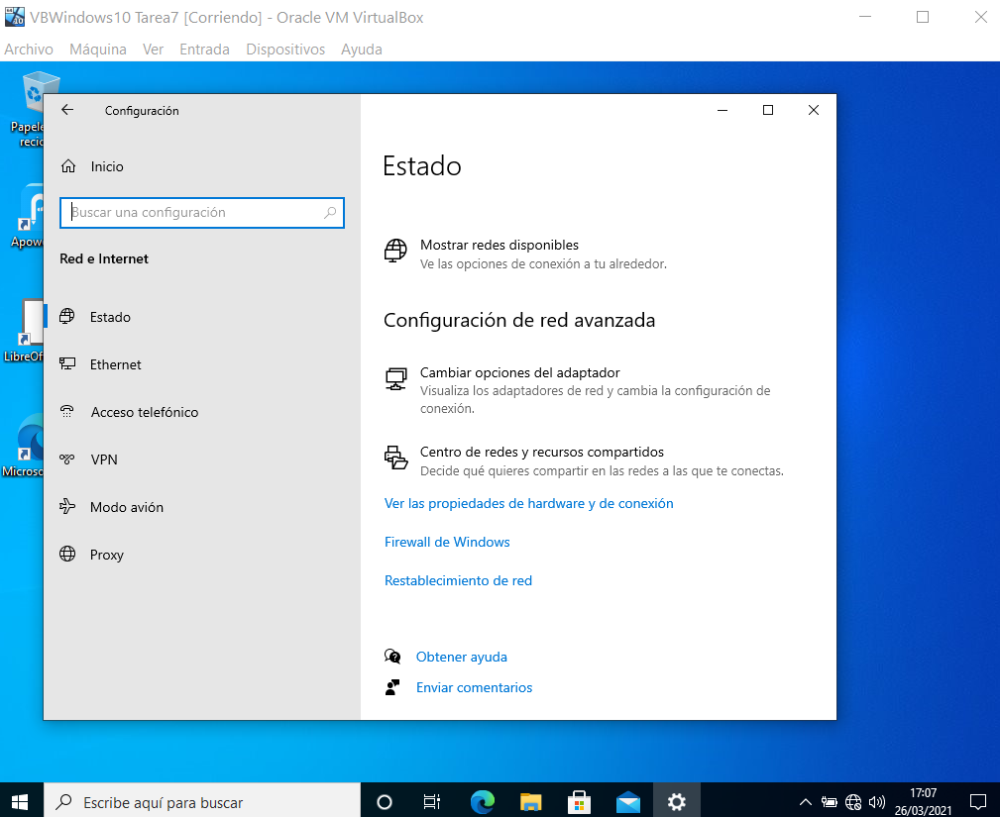 VBWindows10 Tarea7 [Corriendo] - Oracle VM VirtualBox
Archivo Máquina Ver Entrada Dispositivos Ayuda
Configuración
Inicio
Buscar una configuración
Red e Internet
Estado
Ethernet
Acceso telefónico
VPN
Modo avión
Proxy
Estado
Mostrar redes disponibles
Ve las opciones de conexión a tu alrededor.
Configuración de red avanzada
Cambiar opciones del adaptador
Visualiza los adaptadores de red y cambia la configuración de
conexión.
Centro de redes y recursos compartidos
Decide qué quieres compartir en las redes a las que te conectas.
Ver las propiedades de hardware y de conexión
Firewall de Windows
Restablecimiento de red
Obtener ayuda
Enviar comentarios
Papele
recic
Apowe
LibreOf
Microso
Escribe aquí para buscar
17:07
26/03/2021